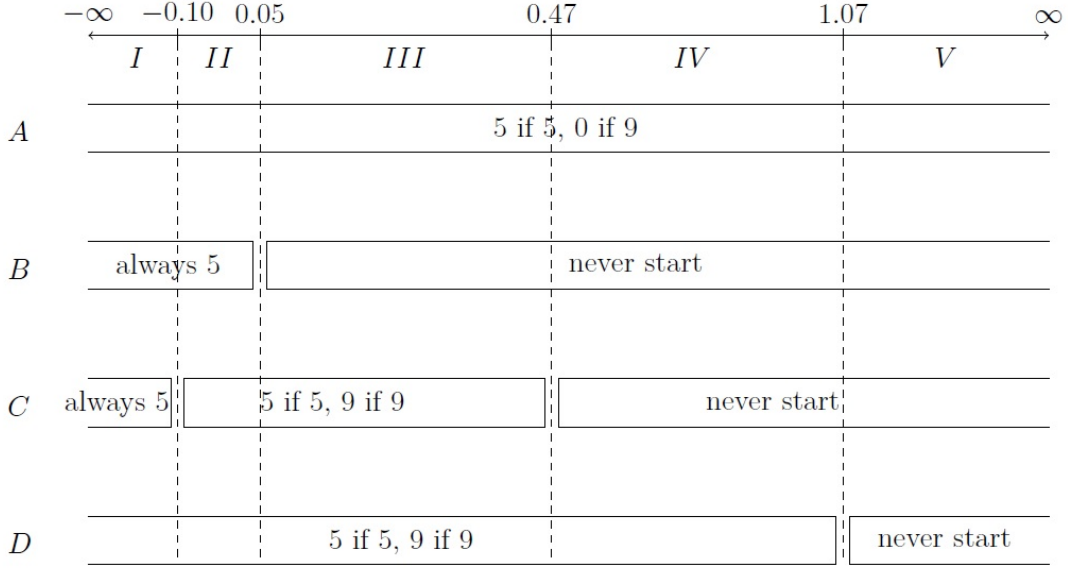 −∞ −0.10 0.05 0.47 1.07 ∞
I II III IV V
A 5 if 5, 0 if 9
B always 5 never start
C always 5 5 if 5, 9 if 9 never start
D 5 if 5, 9 if 9 never start